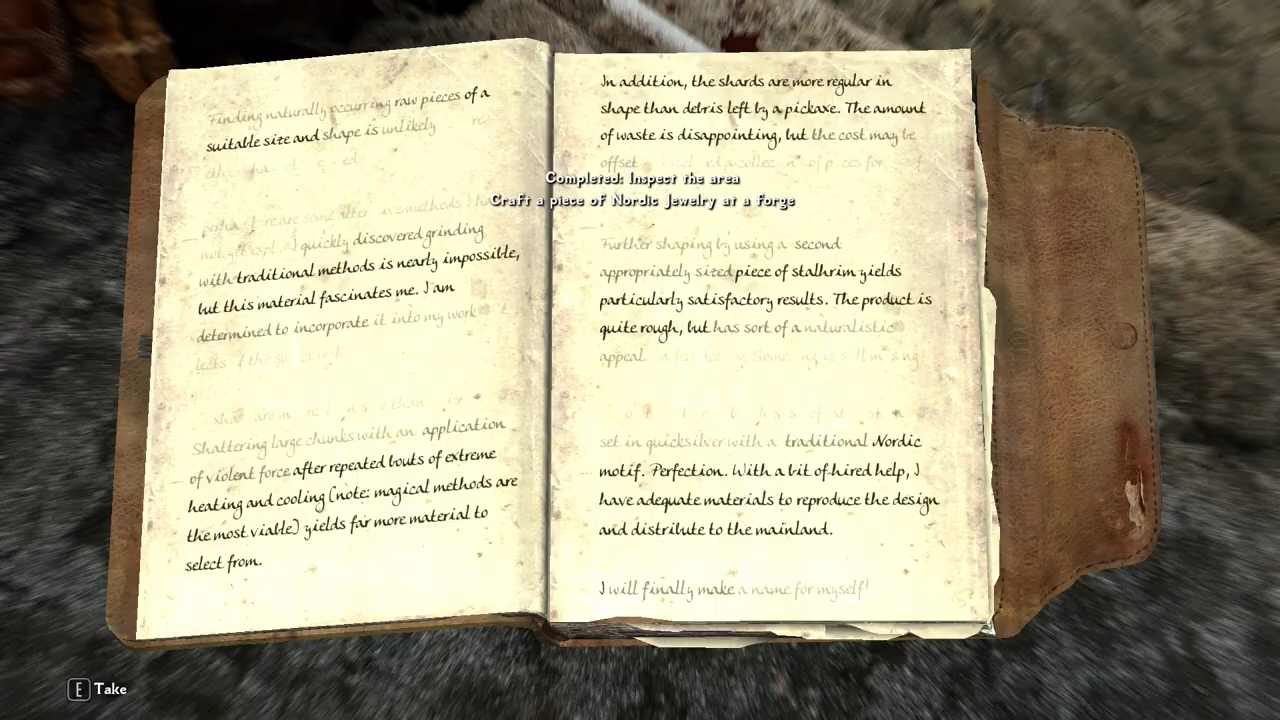 Finding naturally occurring raw pieces of a
suitable size and shape is unlikely
not yet I quickly discovered grinding
with traditional methods is nearly impossible,
but this material fascinates me. I am
determined to incorporate it into my work
Shattering large chunks with an application
of violent force after repeated bouts of extreme
heating and cooling (note: magical methods are
the most viable) yields far more material to
select from.
In addition, the shards are more regular in
shape than debris left by a pickaxe. The amount
of waste is disappointing, but the cost may be
offset
Completed: Inspect the area
Craft a piece of Nordic Jewelry at a Forge
Further shaping by using a second
appropriately sized piece of stalhrim yields
particularly satisfactory results. The product is
quite rough, but has sort of a naturalistic
appeal
set in quicksilver with a traditional Nordic
motif. Perfection. With a bit of hired help, I
have adequate materials to reproduce the design
and distribute to the mainland.
I will finally make a name for myself!
E Take